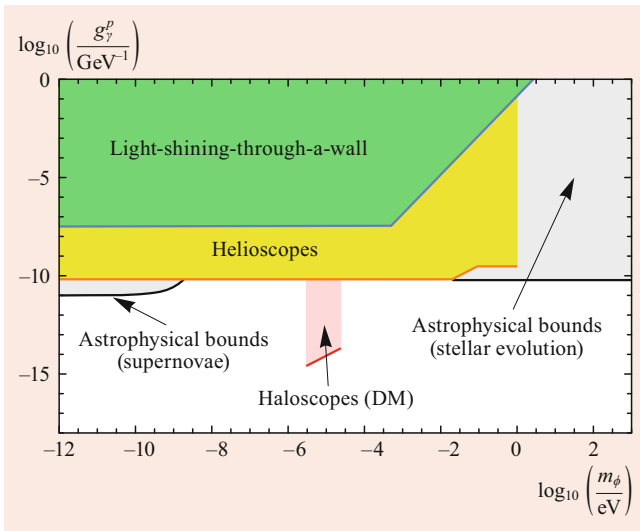 log₁₀ ( g_γ^p / GeV⁻¹ )
0
Light-shining-through-a-wall
−5
Helioscopes
−10
Astrophysical bounds
(supernovae)
Astrophysical bounds
(stellar evolution)
Haloscopes (DM)
−15
−12 −10 −8 −6 −4 −2 0 2
log₁₀ ( m_ϕ / eV )